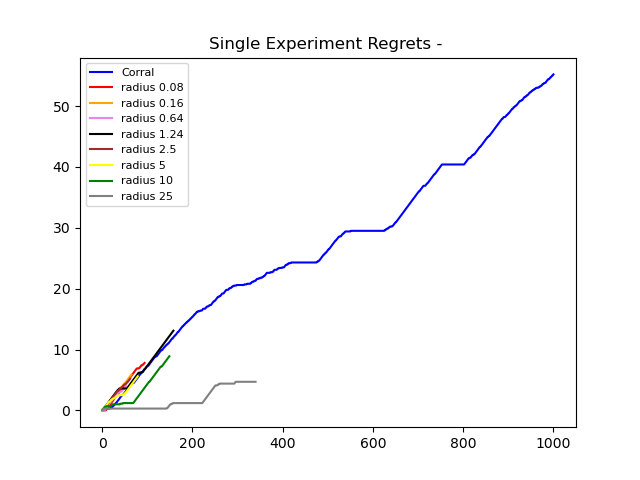 Single Experiment Regrets -
Corral
radius 0.08
radius 0.16
radius 0.64
radius 1.24
radius 2.5
radius 5
radius 10
radius 25
50
40
30
20
10
0
0 200 400 600 800 1000